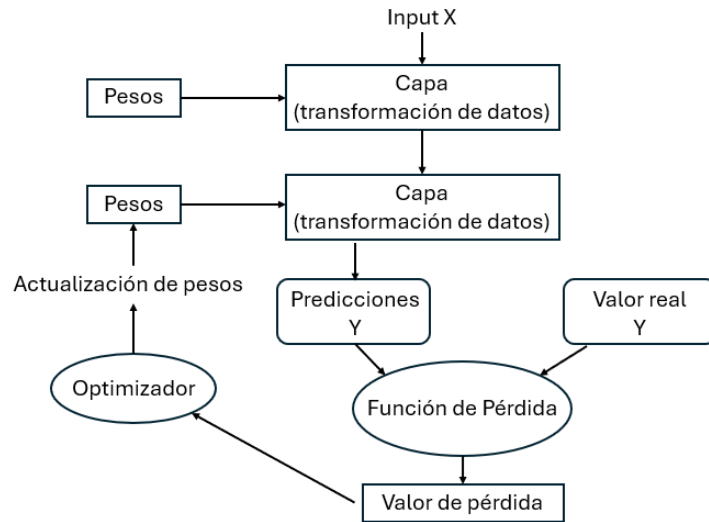 Input X
Pesos
Capa
(transformación de datos)
Pesos
Capa
(transformación de datos)
Actualización de pesos
Predicciones
Y
Valor real
Y
Optimizador
Función de Pérdida
Valor de pérdida